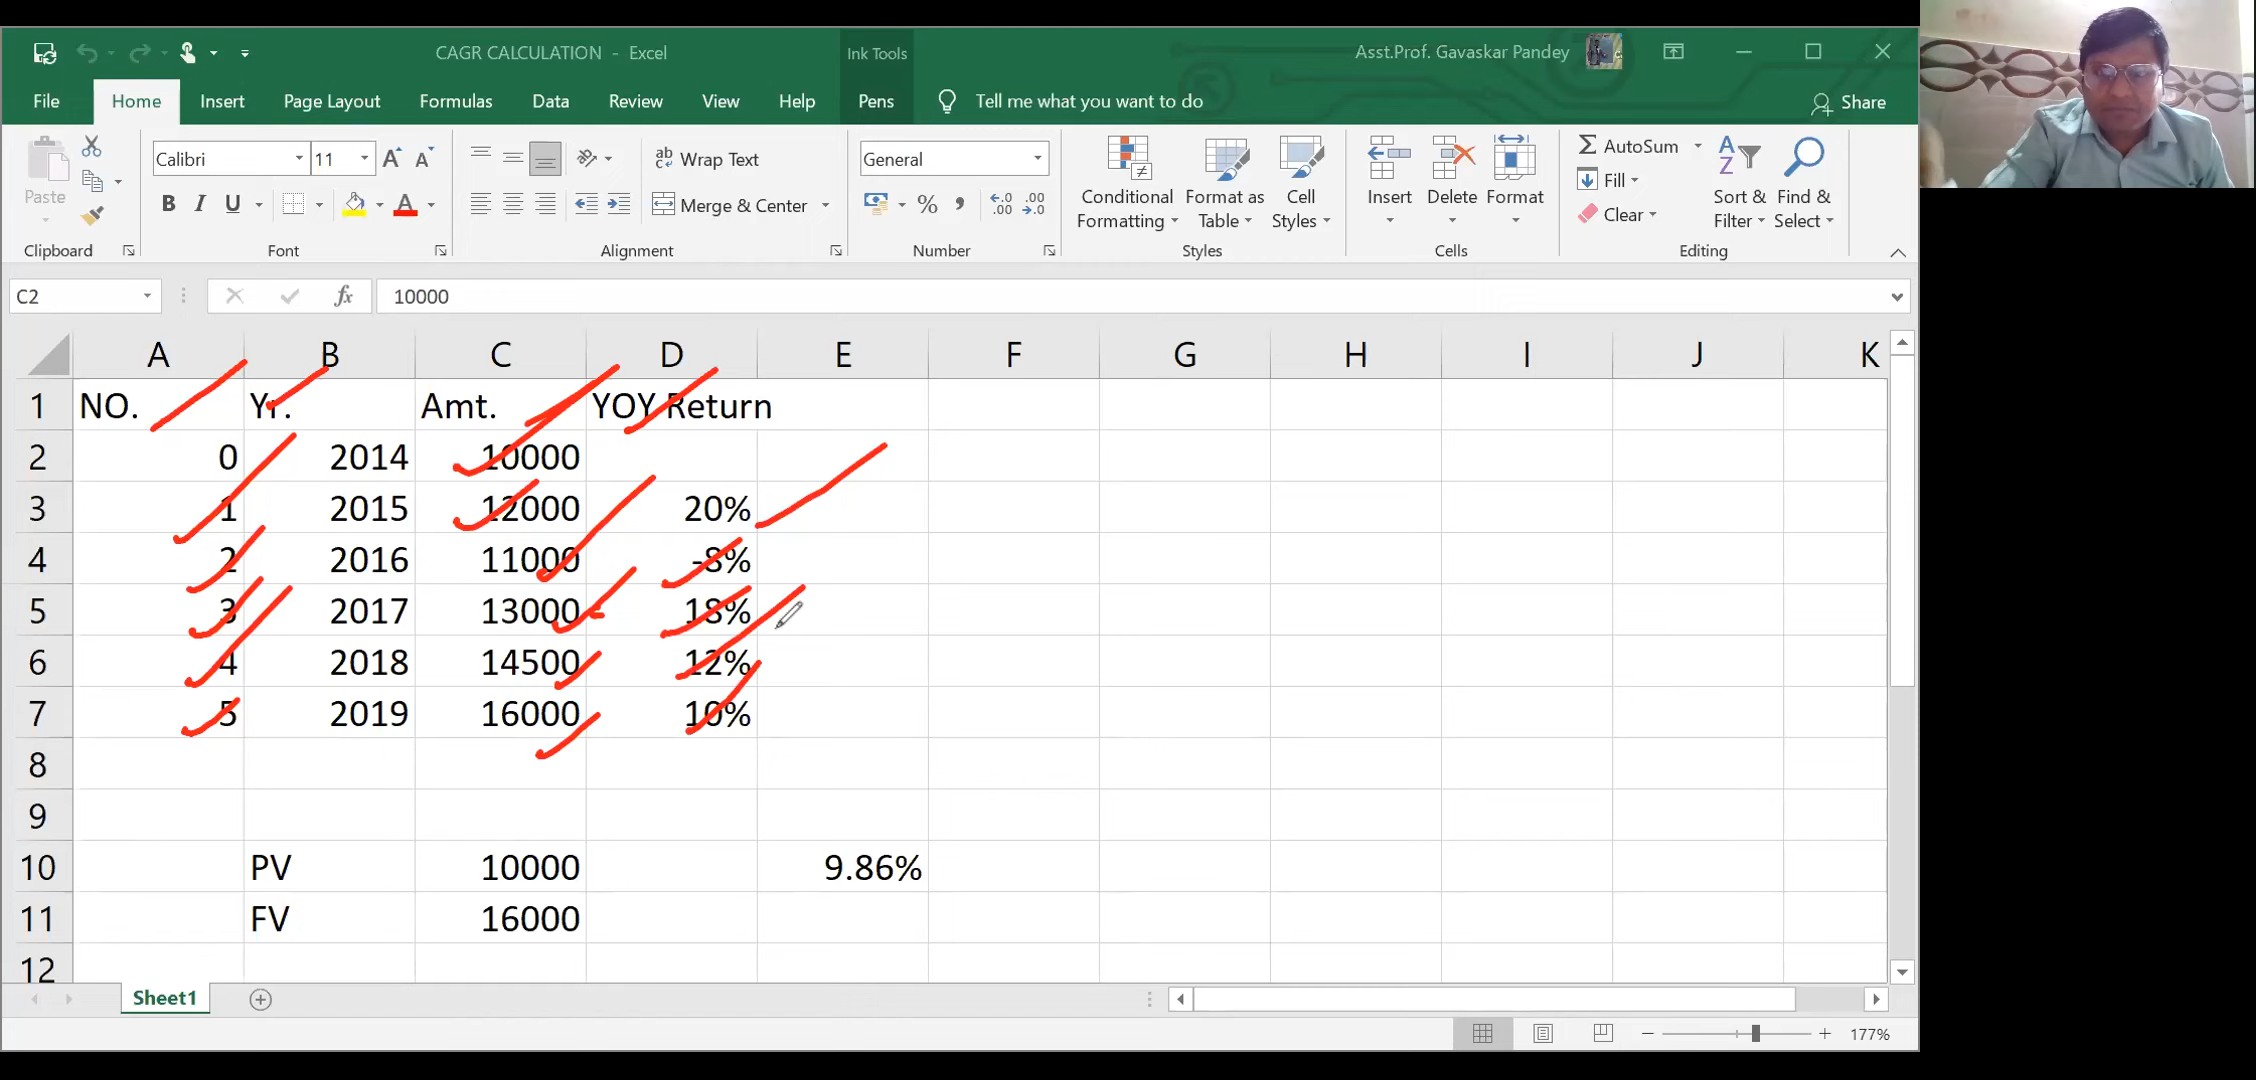 CAGR CALCULATION - Excel
Ink Tools
Asst.Prof. Gavaskar Pandey
File Home Insert Page Layout Formulas Data Review View Help Pens Tell me what you want to do Share
Paste
Calibri 11
B I U
Clipboard
Font
Wrap Text
Merge & Center
Alignment
General
Number
Conditional Formatting
Format as Table
Cell Styles
Styles
Insert
Delete
Format
Cells
AutoSum
Fill
Clear
Sort & Filter
Find & Select
Editing
C2 fx 10000
A B C D E F G H I J K
1 NO. Yr. Amt. YOY Return
2 0 2014 10000
3 1 2015 12000 20%
4 2 2016 11000 -8%
5 3 2017 13000 18%
6 4 2018 14500 12%
7 5 2019 16000 10%
8
9
10 PV 10000 9.86%
11 FV 16000
12
Sheet1
177%